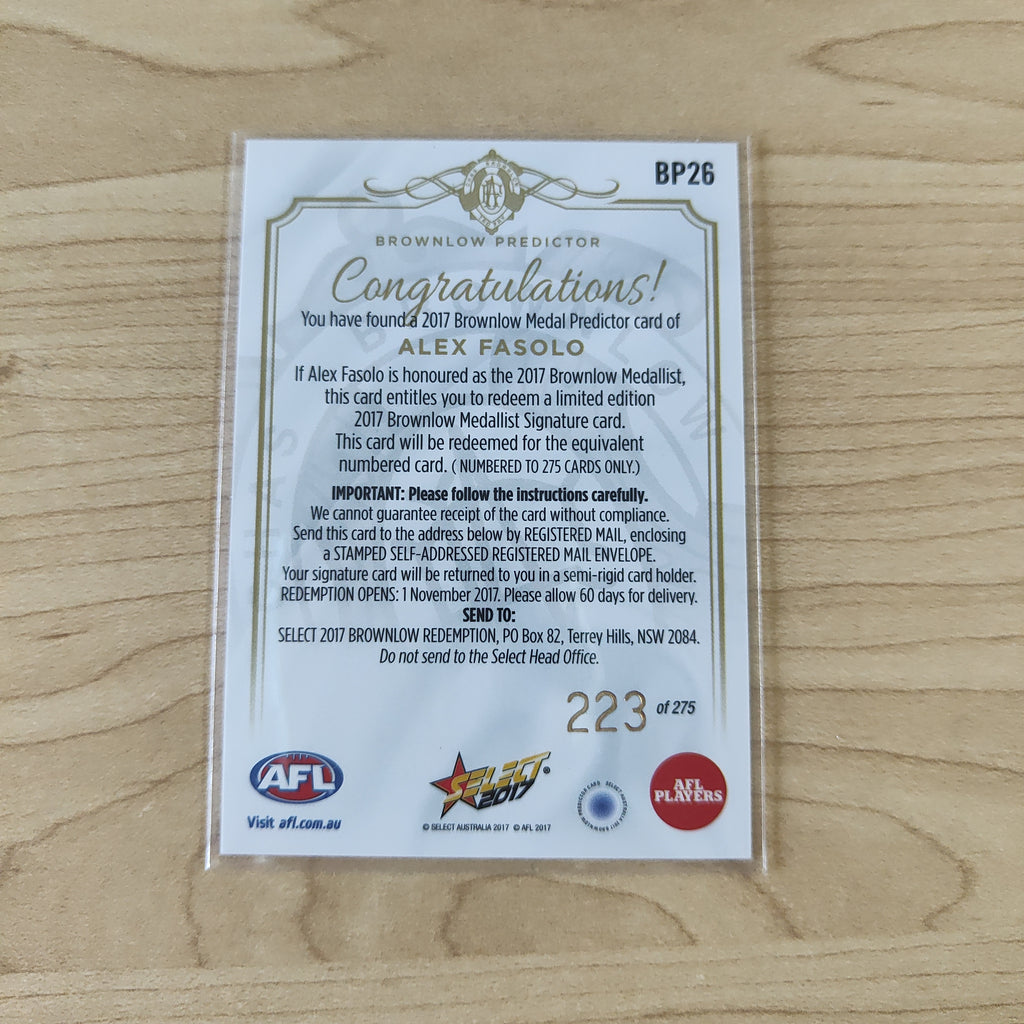 BP26
BROWNLOW PREDICTOR
Congratulations!
You have found a 2017 Brownlow Medal Predictor card of
ALEX FASOLO
If Alex Fasolo is honoured as the 2017 Brownlow Medallist,
this card entitles you to redeem a limited edition
2017 Brownlow Medallist Signature card.
This card will be redeemed for the equivalent
numbered card. ( NUMBERED TO 275 CARDS ONLY.)
IMPORTANT: Please follow the instructions carefully.
We cannot guarantee receipt of the card without compliance.
Send this card to the address below by REGISTERED MAIL, enclosing
a STAMPED SELF-ADDRESSED REGISTERED MAIL ENVELOPE.
Your signature card will be returned to you in a semi-rigid card holder.
REDEMPTION OPENS: 1 November 2017. Please allow 60 days for delivery.
SEND TO:
SELECT 2017 BROWNLOW REDEMPTION, PO Box 82, Terrey Hills, NSW 2084.
Do not send to the Select Head Office.
223 of 275
AFL
Visit afl.com.au
SELECT ®
2017
© SELECT AUSTRALIA 2017 © AFL 2017
AFL
PLAYERS